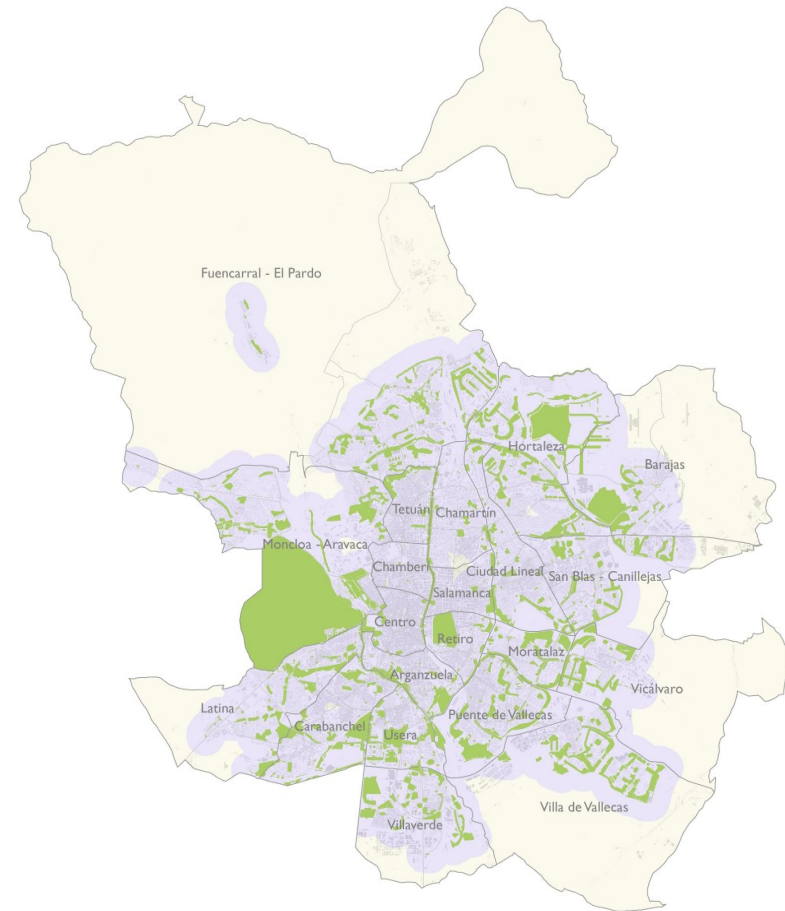 Fuencarral - El Pardo
Hortaleza
Barajas
Tetuán
Chamartín
Moncloa - Aravaca
Chamberí
Ciudad Lineal
San Blas - Canillejas
Salamanca
Centro
Retiro
Moratalaz
Arganzuela
Vicálvaro
Latina
Puente de Vallecas
Carabanchel
Usera
Villa de Vallecas
Villaverde